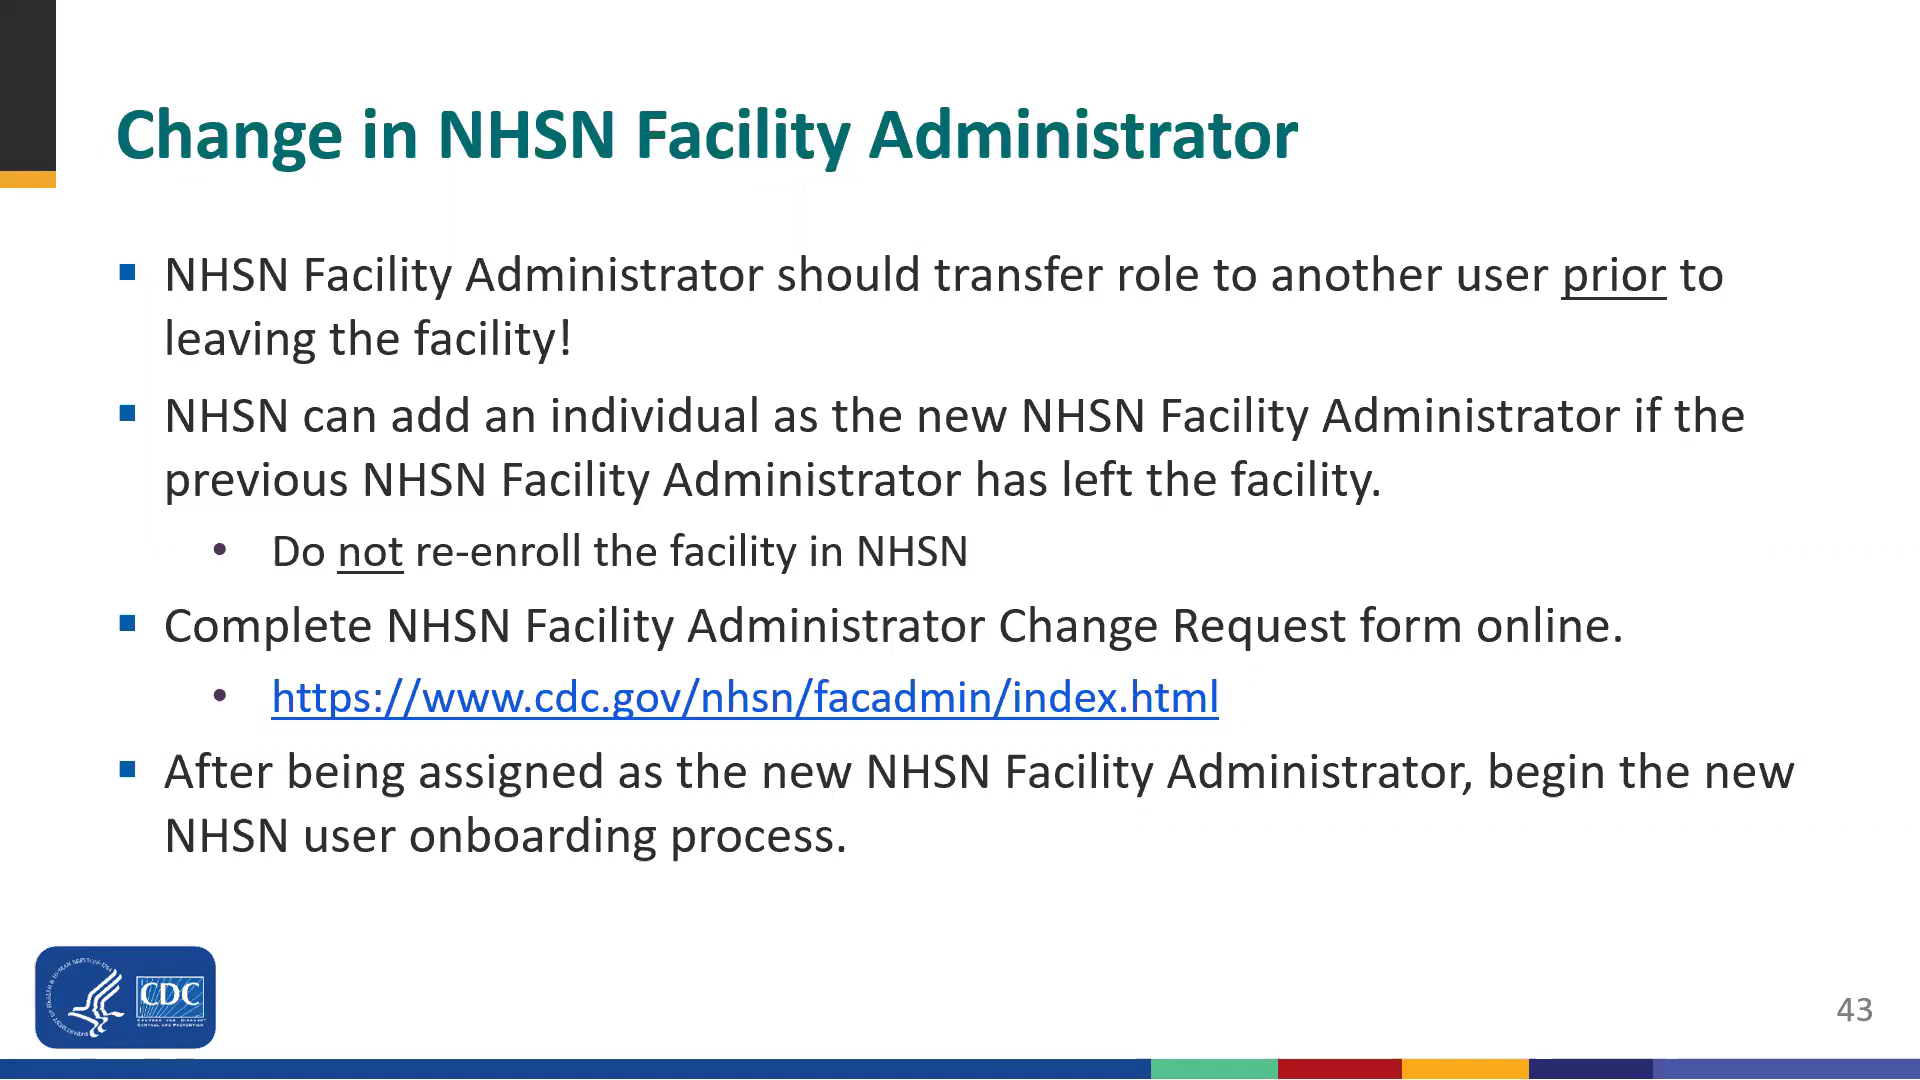 Change in NHSN Facility Administrator
NHSN Facility Administrator should transfer role to another user prior to
leaving the facility!
NHSN can add an individual as the new NHSN Facility Administrator if the
previous NHSN Facility Administrator has left the facility.
Do not re-enroll the facility in NHSN
Complete NHSN Facility Administrator Change Request form online.
https://www.cdc.gov/nhsn/facadmin/index.html
After being assigned as the new NHSN Facility Administrator, begin the new
NHSN user onboarding process.
CDC
43